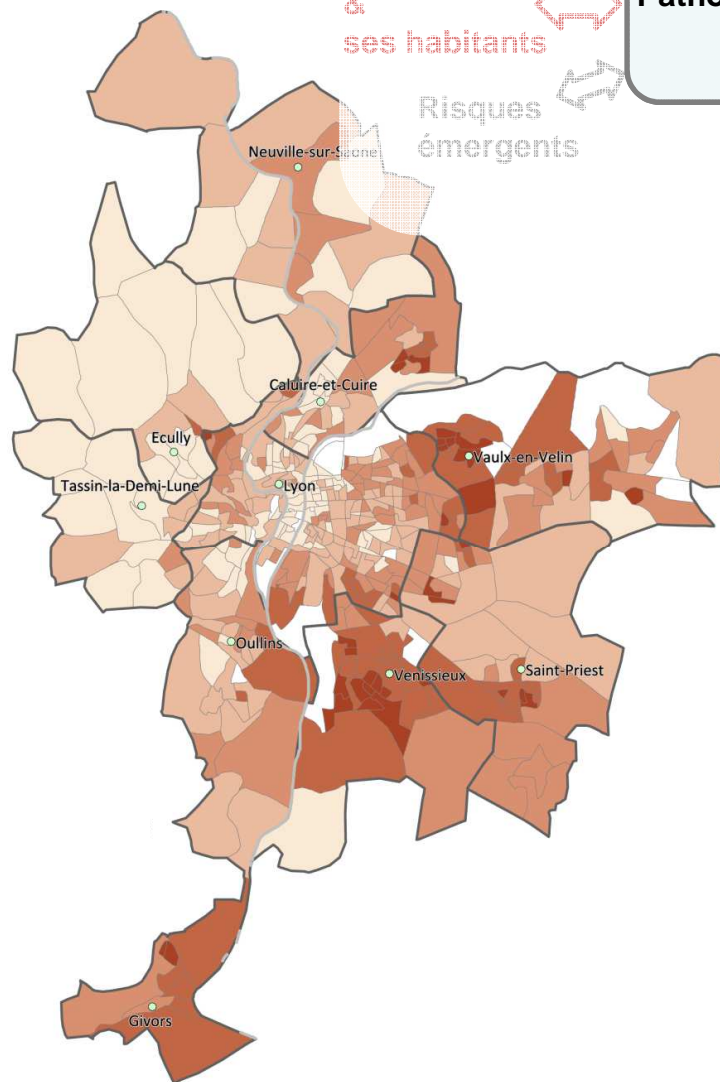 &
ses habitants
Risques
émergents
Neuville-sur-Saône
Caluire-et-Cuire
Ecully
Vaulx-en-Velin
Tassin-la-Demi-Lune
Lyon
Oullins
Venissieux
Saint-Priest
Givors